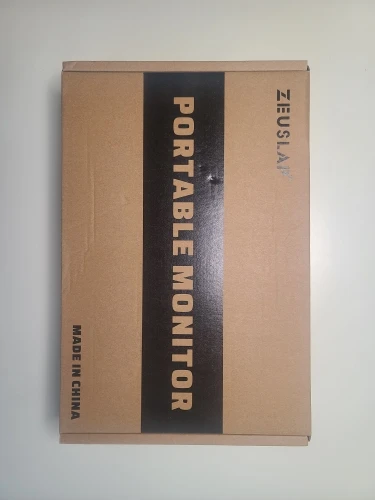 ZEUSLAP
PORTABLE MONITOR
MADE IN CHINA